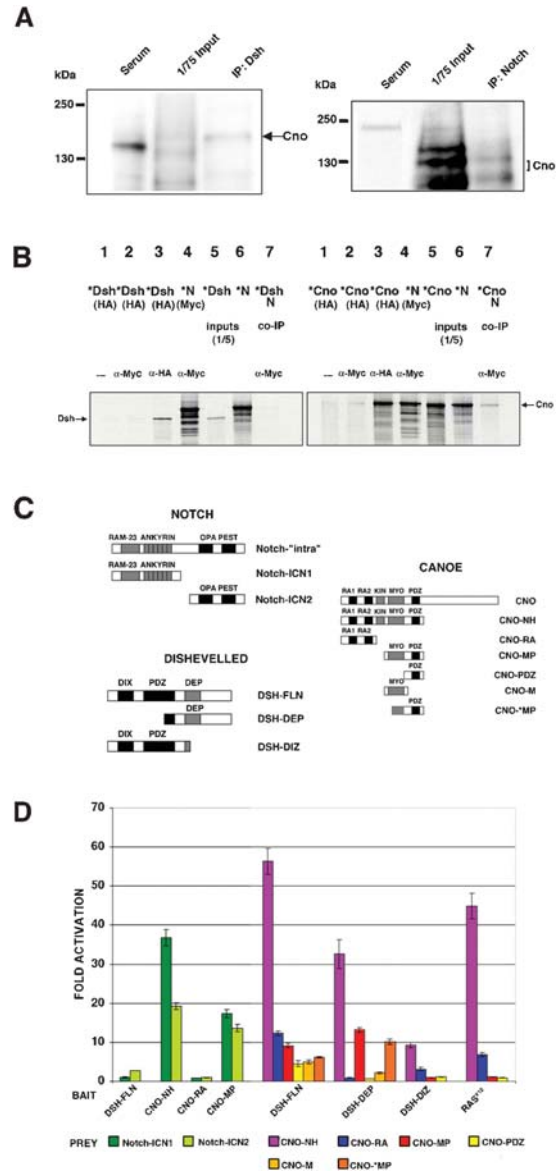 A
Serum
1/75 Input
IP: Dsh
kDa
250
130
Cno
Serum
1/75 Input
IP: Notch
kDa
250
130
Cno
B
1 2 3 4 5 6 7
*Dsh *Dsh *Dsh *N *Dsh *N *Dsh
(HA) (HA) (HA) (Myc) N
inputs co-IP
(1/5)
— α-Myc α-HA α-Myc α-Myc
Dsh
1 2 3 4 5 6 7
*Cno *Cno *Cno *N *Cno *N *Cno
(HA) (HA) (HA) (Myc) N
inputs co-IP
(1/5)
— α-Myc α-HA α-Myc α-Myc
Cno
C
NOTCH
RAM-23 ANKYRIN OPA PEST
Notch-"intra"
RAM-23 ANKYRIN
Notch-ICN1
OPA PEST
Notch-ICN2
DISHEVELLED
DIX PDZ DEP
DSH-FLN
DEP
DSH-DEP
DIX PDZ
DSH-DIZ
CANOE
RA1 RA2 KIN MYO PDZ
CNO
RA1 RA2 KIN MYO PDZ
CNO-NH
RA1 RA2
CNO-RA
MYO PDZ
CNO-MP
PDZ
CNO-PDZ
MYO
CNO-M
PDZ
CNO-*MP
D
FOLD ACTIVATION
70
60
50
40
30
20
10
0
BAIT
DSH-FLN
CNO-NH
CNO-RA
CNO-MP
DSH-FLN
DSH-DEP
DSH-DIZ
RAS
PREY Notch-ICN1 Notch-ICN2 CNO-NH CNO-RA CNO-MP CNO-PDZ
CNO-M CNO-*MP